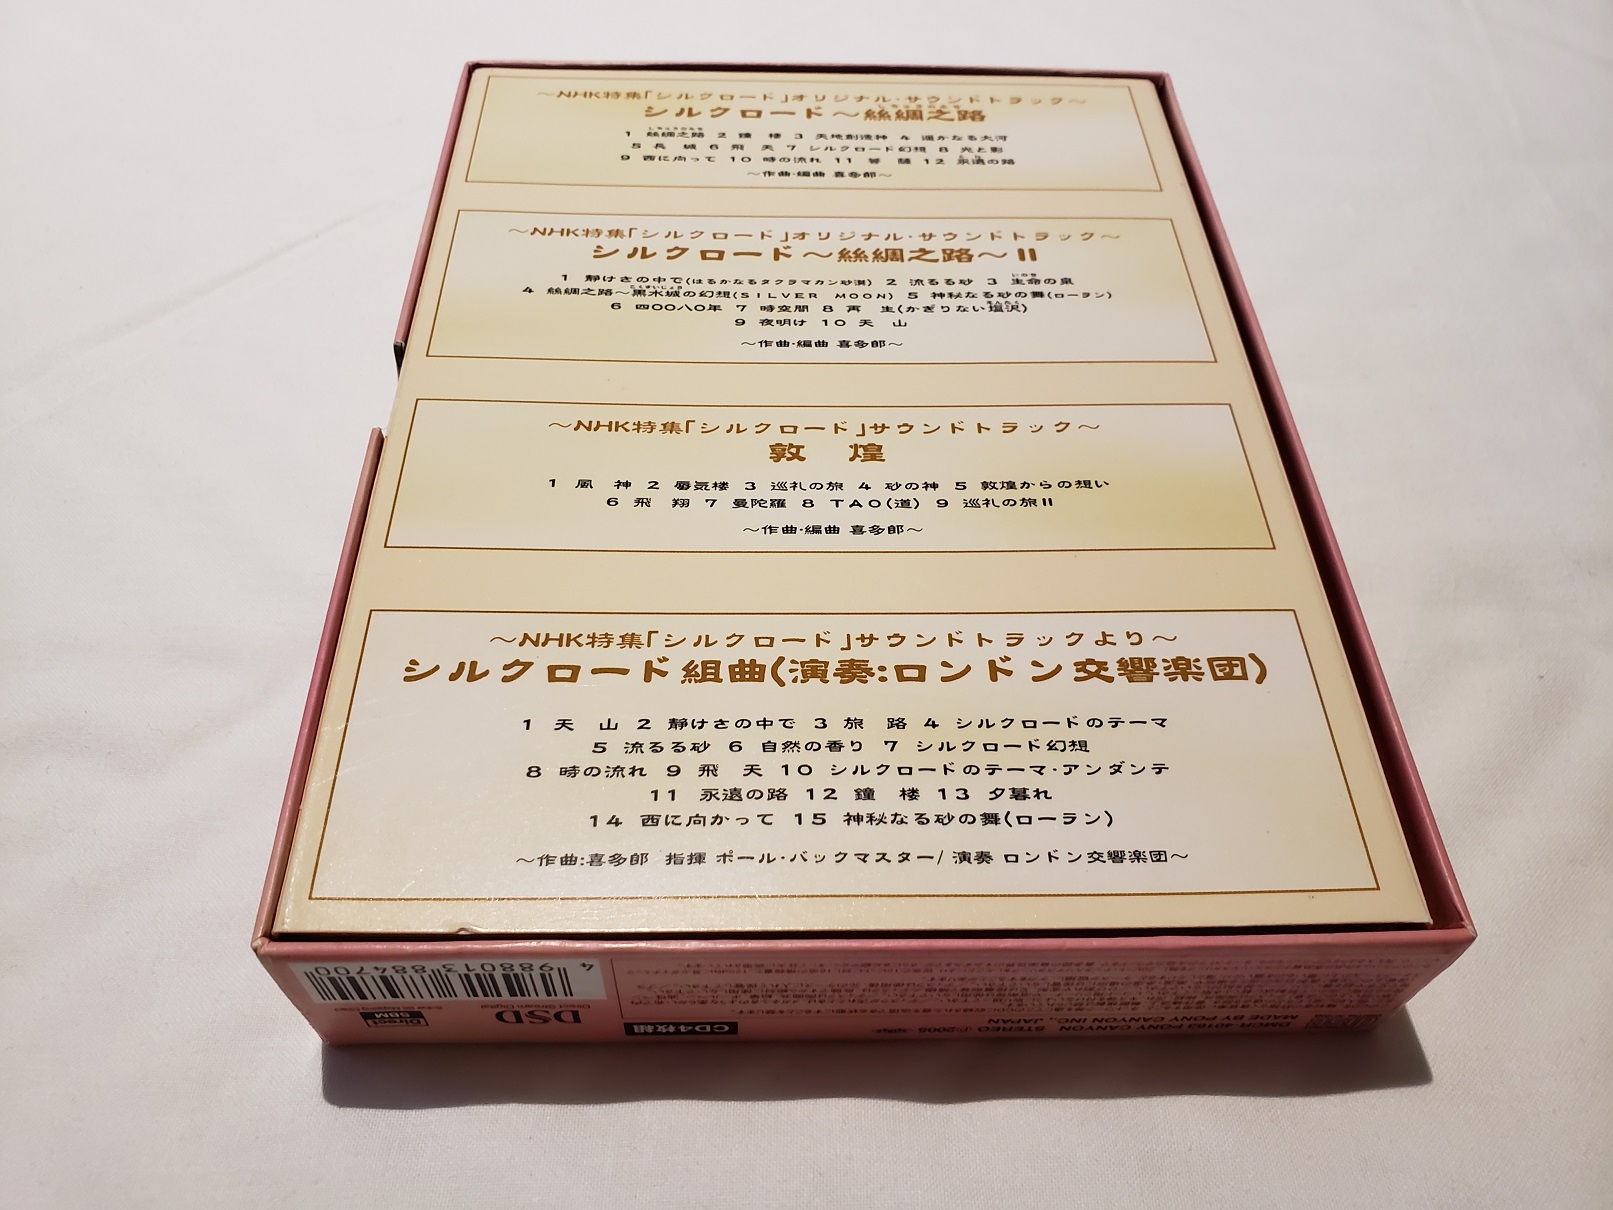 ～NHK特集「シルクロード」オリジナル・サウンドトラック～
シルクロード～絲綢之路
1 絲綢之路 2 鐘 楼 3 天地創造神 4 遥かなる大河
5 長 城 6 飛 天 7 シルクロード幻想 8 光と影
9 西に向って 10 時の流れ 11 菩 薩 12 永遠の路
～作曲・編曲 喜多郎～
～NHK特集「シルクロード」オリジナル・サウンドトラック～
シルクロード～絲綢之路～II
1 静けさの中で(はるかなるタクラマカン砂漠) 2 流るる砂 3 生命の泉
4 絲綢之路～黒水城の幻想(SILVER MOON) 5 神秘なる砂の舞(ローラン)
6 四〇〇八〇年 7 時空間 8 再 生(かぎりない塩沢)
9 夜明け 10 天 山
～作曲・編曲 喜多郎～
～NHK特集「シルクロード」サウンドトラック～
敦 煌
1 風 神 2 蜃気楼 3 巡礼の旅 4 砂の神 5 敦煌からの想い
6 飛 翔 7 曼陀羅 8 TAO(道) 9 巡礼の旅II
～作曲・編曲 喜多郎～
～NHK特集「シルクロード」サウンドトラックより～
シルクロード組曲(演奏:ロンドン交響楽団)
1 天 山 2 静けさの中で 3 旅 路 4 シルクロードのテーマ
5 流るる砂 6 自然の香り 7 シルクロード幻想
8 時の流れ 9 飛 天 10 シルクロードのテーマ・アンダンテ
11 永遠の路 12 鐘 楼 13 夕暮れ
14 西に向かって 15 神秘なる砂の舞(ローラン)
～作曲:喜多郎 指揮 ポール・バックマスター/演奏 ロンドン交響楽団～
4 988013 884700
Direct SBM
DSD
Direct Stream Digital
CD4枚組
DMCR-40163 PONY CANYON STEREO Ⓟ2005
MADE BY PONY CANYON INC., JAPAN